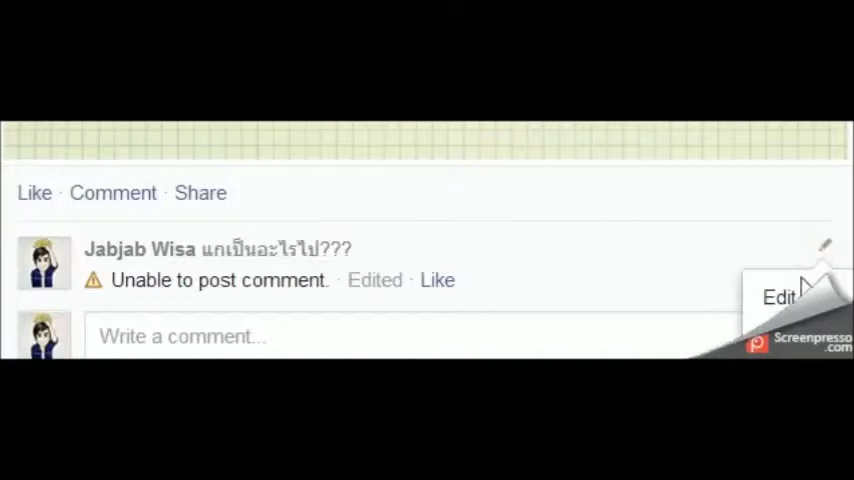 Like · Comment · Share
Jabjab Wisa แกเป็นอะไรไป???
Unable to post comment. · Edited · Like
Edit
Write a comment...
Screenpresso
.com